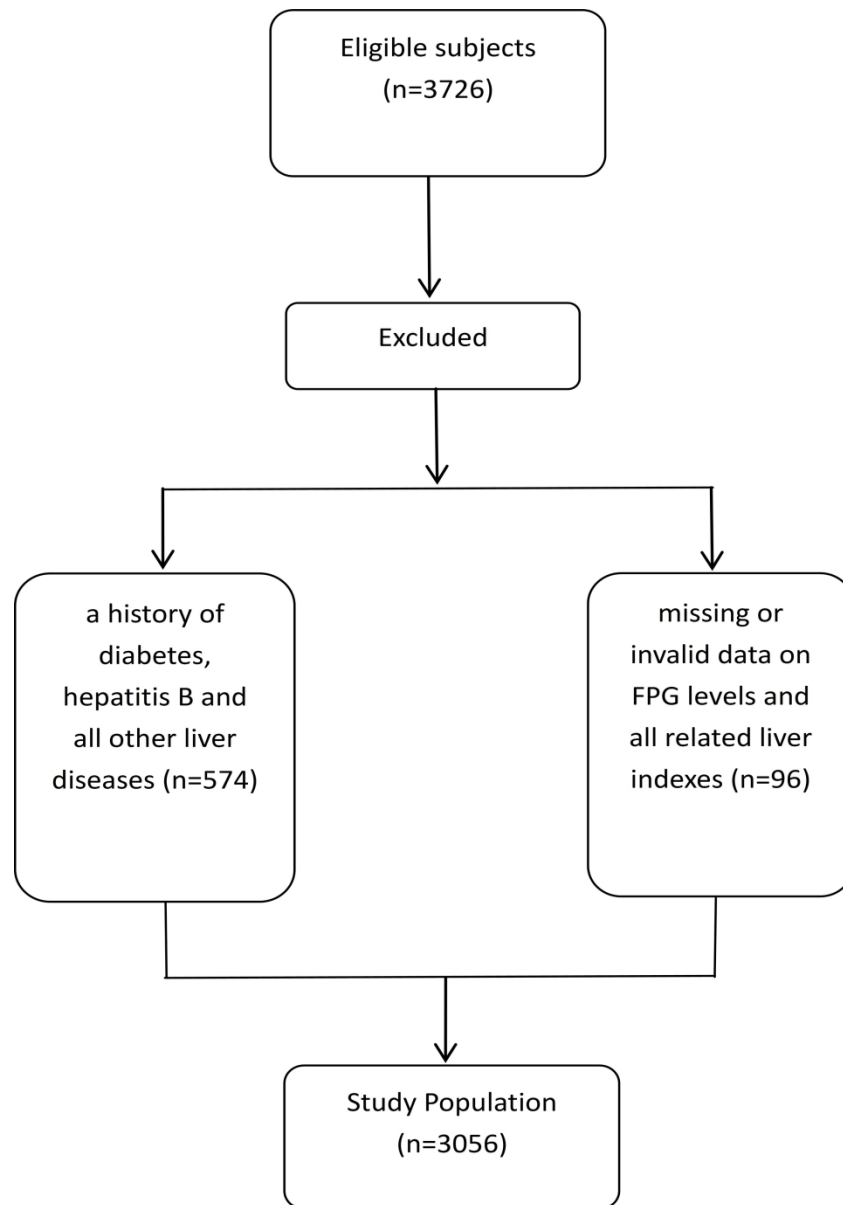 Eligible subjects
(n=3726)
Excluded
a history of
diabetes,
hepatitis B and
all other liver
diseases (n=574)
missing or
invalid data on
FPG levels and
all related liver
indexes (n=96)
Study Population
(n=3056)